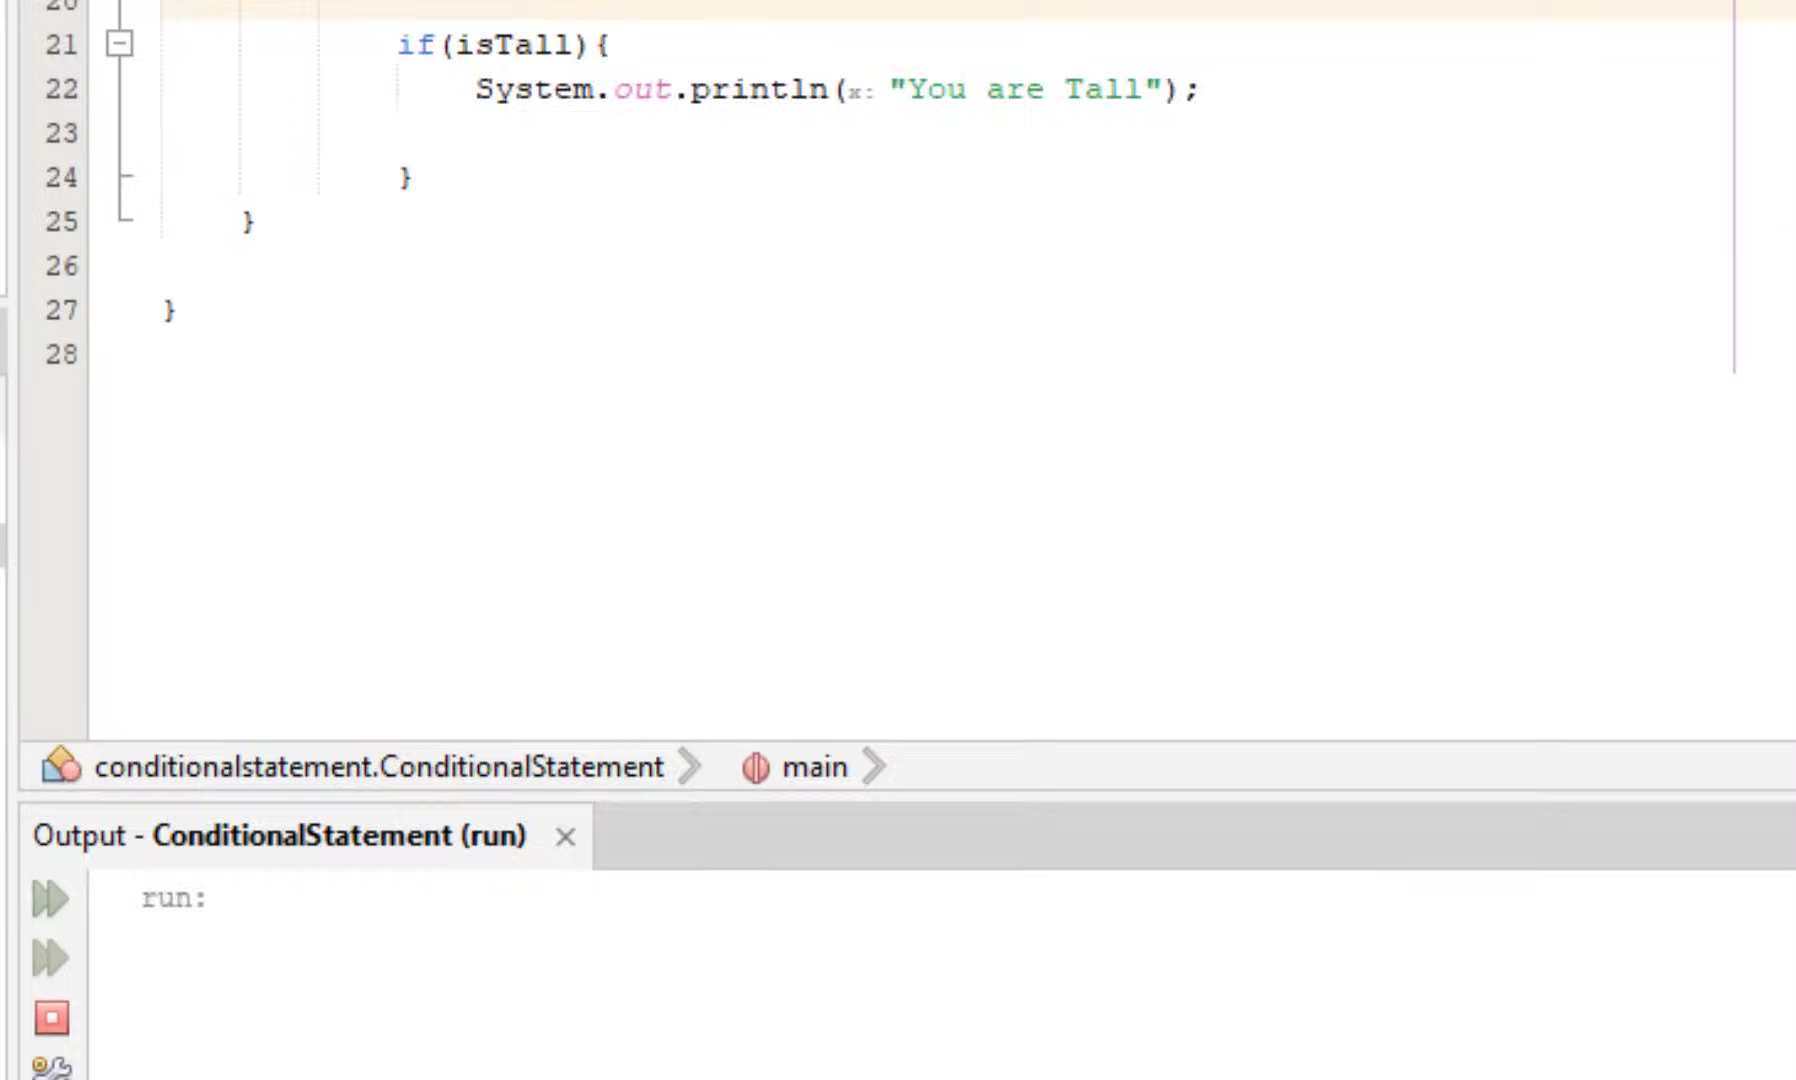 20
21 if(isTall){
22 System.out.println(x: "You are Tall");
23
24 }
25 }
26
27 }
28
conditionalstatement.ConditionalStatement main
Output - ConditionalStatement (run)
run: